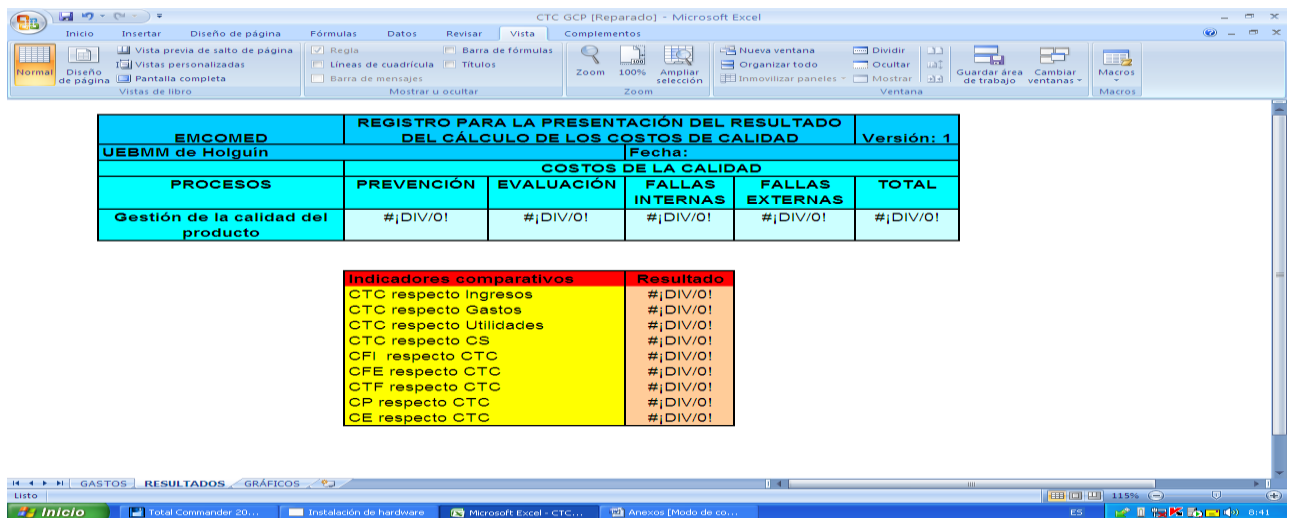 CTC GCP [Reparado] - Microsoft Excel
Inicio Insertar Diseño de página Fórmulas Datos Revisar Vista Complementos
Normal
Diseño de página
Vista previa de salto de página
Vistas personalizadas
Pantalla completa
Vistas de libro
Regla
Líneas de cuadrícula
Barra de mensajes
Barra de fórmulas
Títulos
Mostrar u ocultar
Zoom
100%
Ampliar selección
Zoom
Nueva ventana
Organizar todo
Inmovilizar paneles
Dividir
Ocultar
Mostrar
Guardar área de trabajo
Cambiar ventanas
Ventana
Macros
Macros
EMCOMED
REGISTRO PARA LA PRESENTACIÓN DEL RESULTADO
DEL CÁLCULO DE LOS COSTOS DE CALIDAD
Versión: 1
UEBMM de Holguín Fecha:
COSTOS DE LA CALIDAD
PROCESOS PREVENCIÓN EVALUACIÓN FALLAS INTERNAS FALLAS EXTERNAS TOTAL
Gestión de la calidad del producto #¡DIV/0! #¡DIV/0! #¡DIV/0! #¡DIV/0! #¡DIV/0!
Indicadores comparativos Resultado
CTC respecto Ingresos #¡DIV/0!
CTC respecto Gastos #¡DIV/0!
CTC respecto Utilidades #¡DIV/0!
CTC respecto CS #¡DIV/0!
CFI respecto CTC #¡DIV/0!
CFE respecto CTC #¡DIV/0!
CTF respecto CTC #¡DIV/0!
CP respecto CTC #¡DIV/0!
CE respecto CTC #¡DIV/0!
GASTOS RESULTADOS GRÁFICOS
Listo 115%
Inicio Total Commander 20... Instalación de hardware Microsoft Excel - CTC... Anexos [Modo de co... ES 8:41